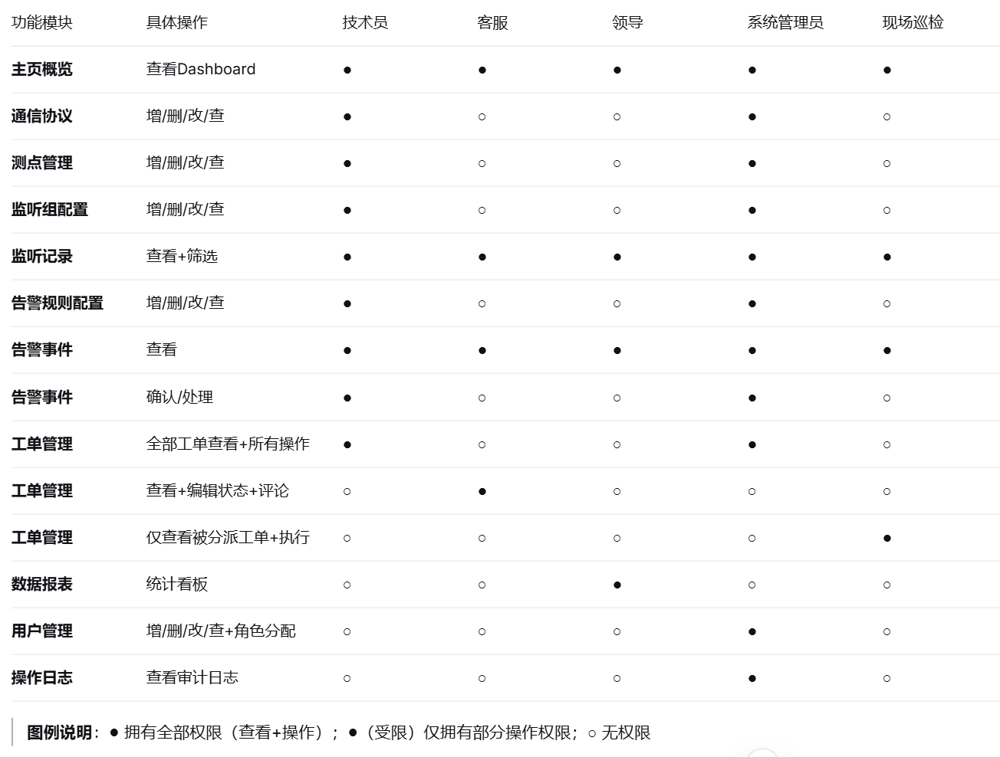 功能模块 具体操作 技术员 客服 领导 系统管理员 现场巡检
主页概览 查看Dashboard ● ● ● ● ●
通信协议 增/删/改/查 ● ○ ○ ● ○
测点管理 增/删/改/查 ● ○ ○ ● ○
监听组配置 增/删/改/查 ● ○ ○ ● ○
监听记录 查看+筛选 ● ● ● ● ●
告警规则配置 增/删/改/查 ● ○ ○ ● ○
告警事件 查看 ● ● ● ● ●
告警事件 确认/处理 ● ○ ○ ● ○
工单管理 全部工单查看+所有操作 ● ○ ○ ● ○
工单管理 查看+编辑状态+评论 ○ ● ○ ○ ○
工单管理 仅查看被分派工单+执行 ○ ○ ○ ○ ●
数据报表 统计看板 ○ ○ ● ○ ○
用户管理 增/删/改/查+角色分配 ○ ○ ○ ● ○
操作日志 查看审计日志 ○ ○ ○ ● ○
图例说明：● 拥有全部权限（查看+操作）；●（受限）仅拥有部分操作权限；○ 无权限